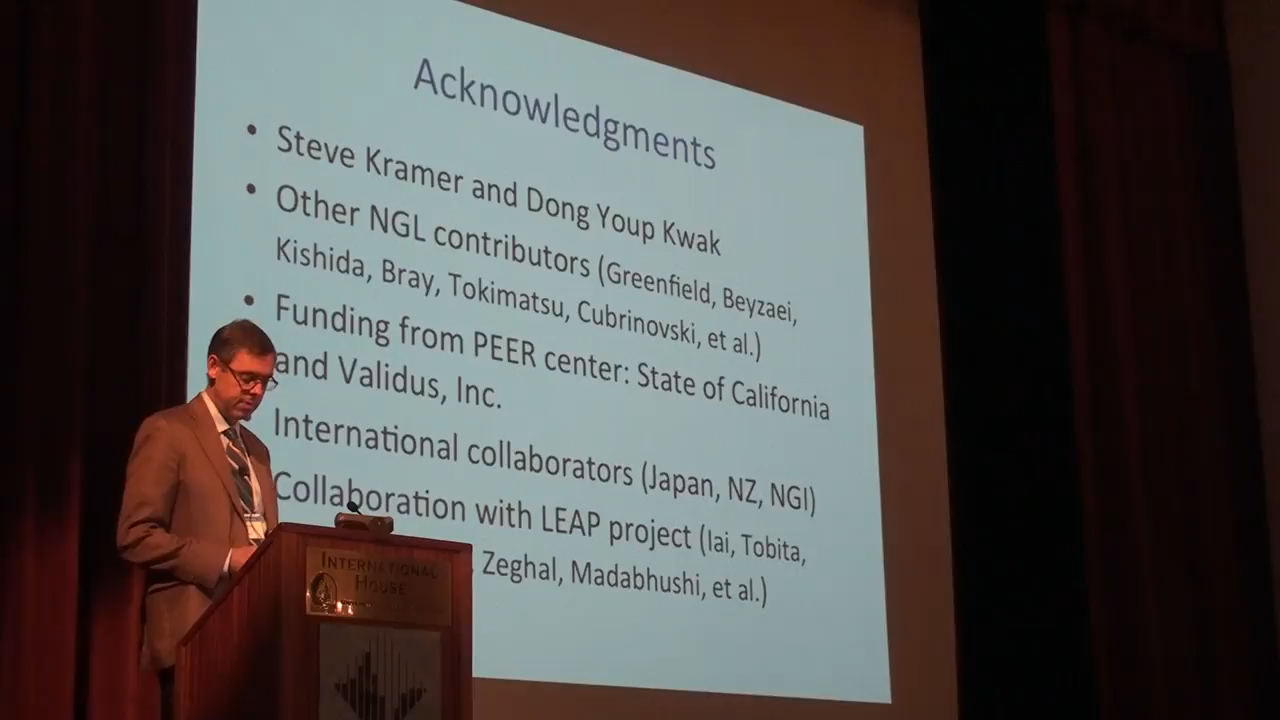 Acknowledgments
• Steve Kramer and Dong Youp Kwak
• Other NGL contributors (Greenfield, Beyzaei,
Kishida, Bray, Tokimatsu, Cubrinovski, et al.)
• Funding from PEER center: State of California
and Validus, Inc.
International collaborators (Japan, NZ, NGI)
Collaboration with LEAP project (Iai, Tobita,
Zeghal, Madabhushi, et al.)
INTERNATIONAL
HOUSE